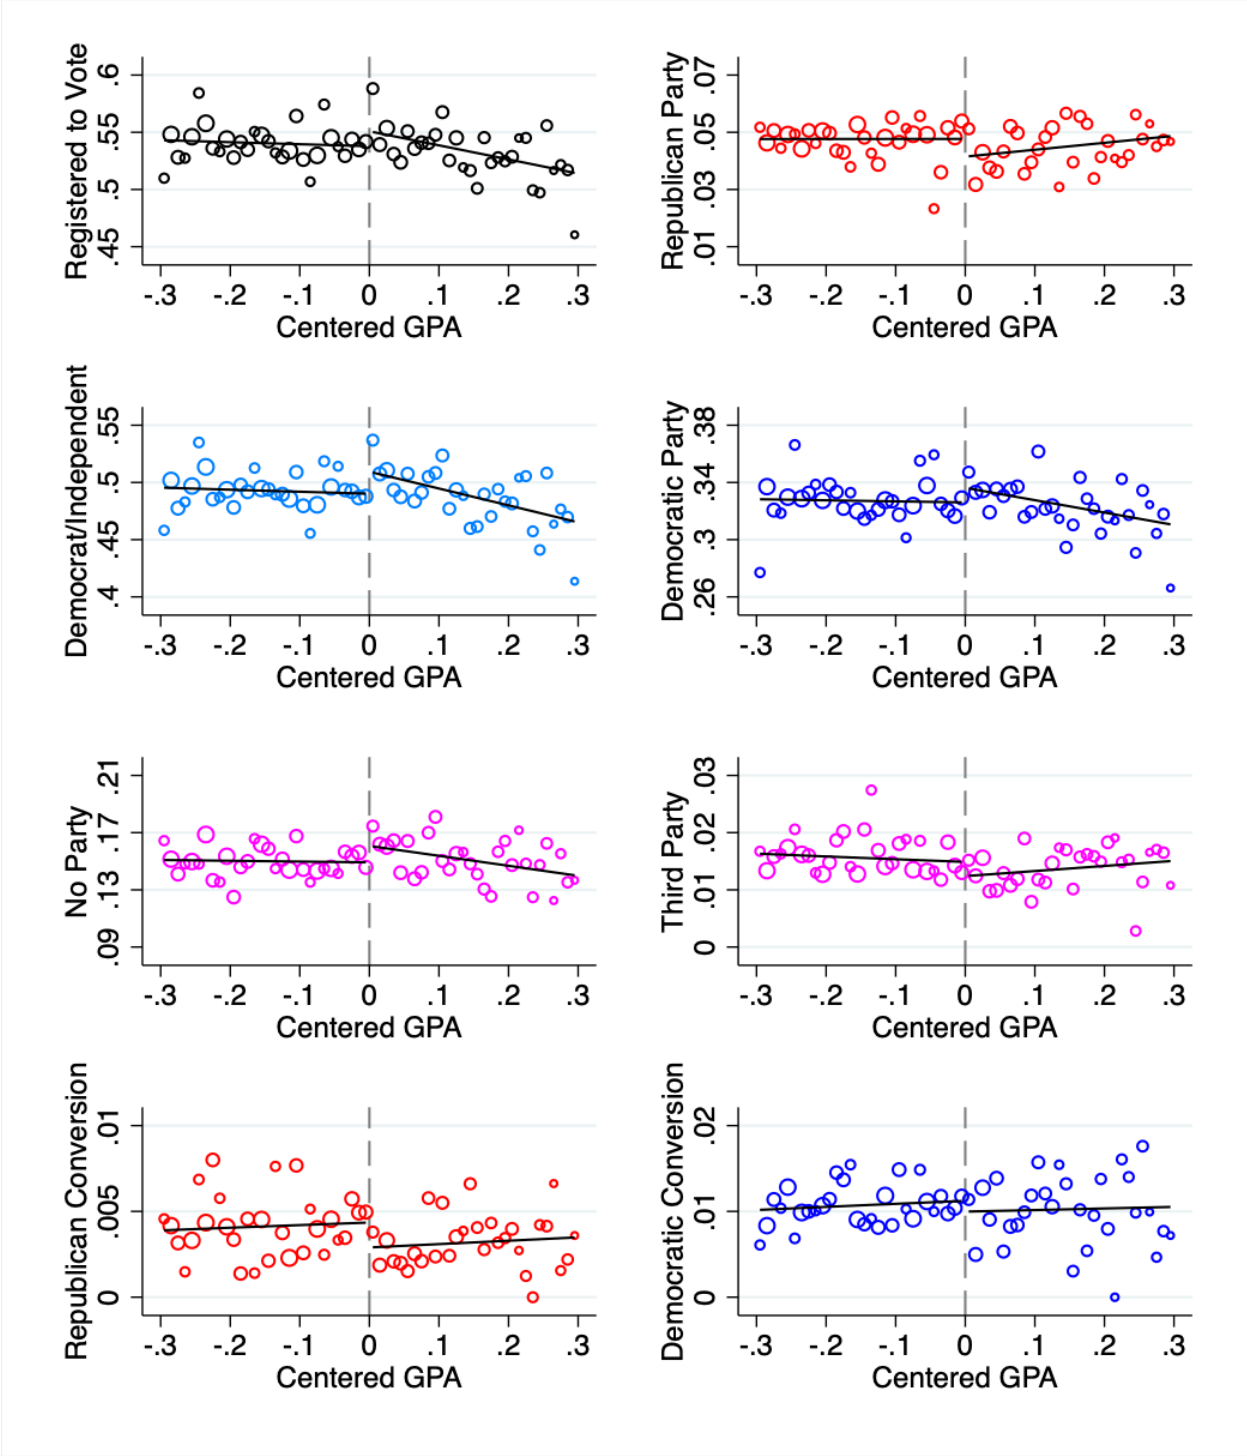 Registered to Vote
.6
.55
.5
.45
-.3 -.2 -.1 0 .1 .2 .3
Centered GPA
Republican Party
.07
.05
.03
.01
-.3 -.2 -.1 0 .1 .2 .3
Centered GPA
Democrat/Independent
.55
.5
.45
.4
-.3 -.2 -.1 0 .1 .2 .3
Centered GPA
Democratic Party
.38
.34
.3
.26
-.3 -.2 -.1 0 .1 .2 .3
Centered GPA
No Party
.21
.17
.13
.09
-.3 -.2 -.1 0 .1 .2 .3
Centered GPA
Third Party
.03
.02
.01
0
-.3 -.2 -.1 0 .1 .2 .3
Centered GPA
Republican Conversion
.01
.005
0
-.3 -.2 -.1 0 .1 .2 .3
Centered GPA
Democratic Conversion
.02
.01
0
-.3 -.2 -.1 0 .1 .2 .3
Centered GPA